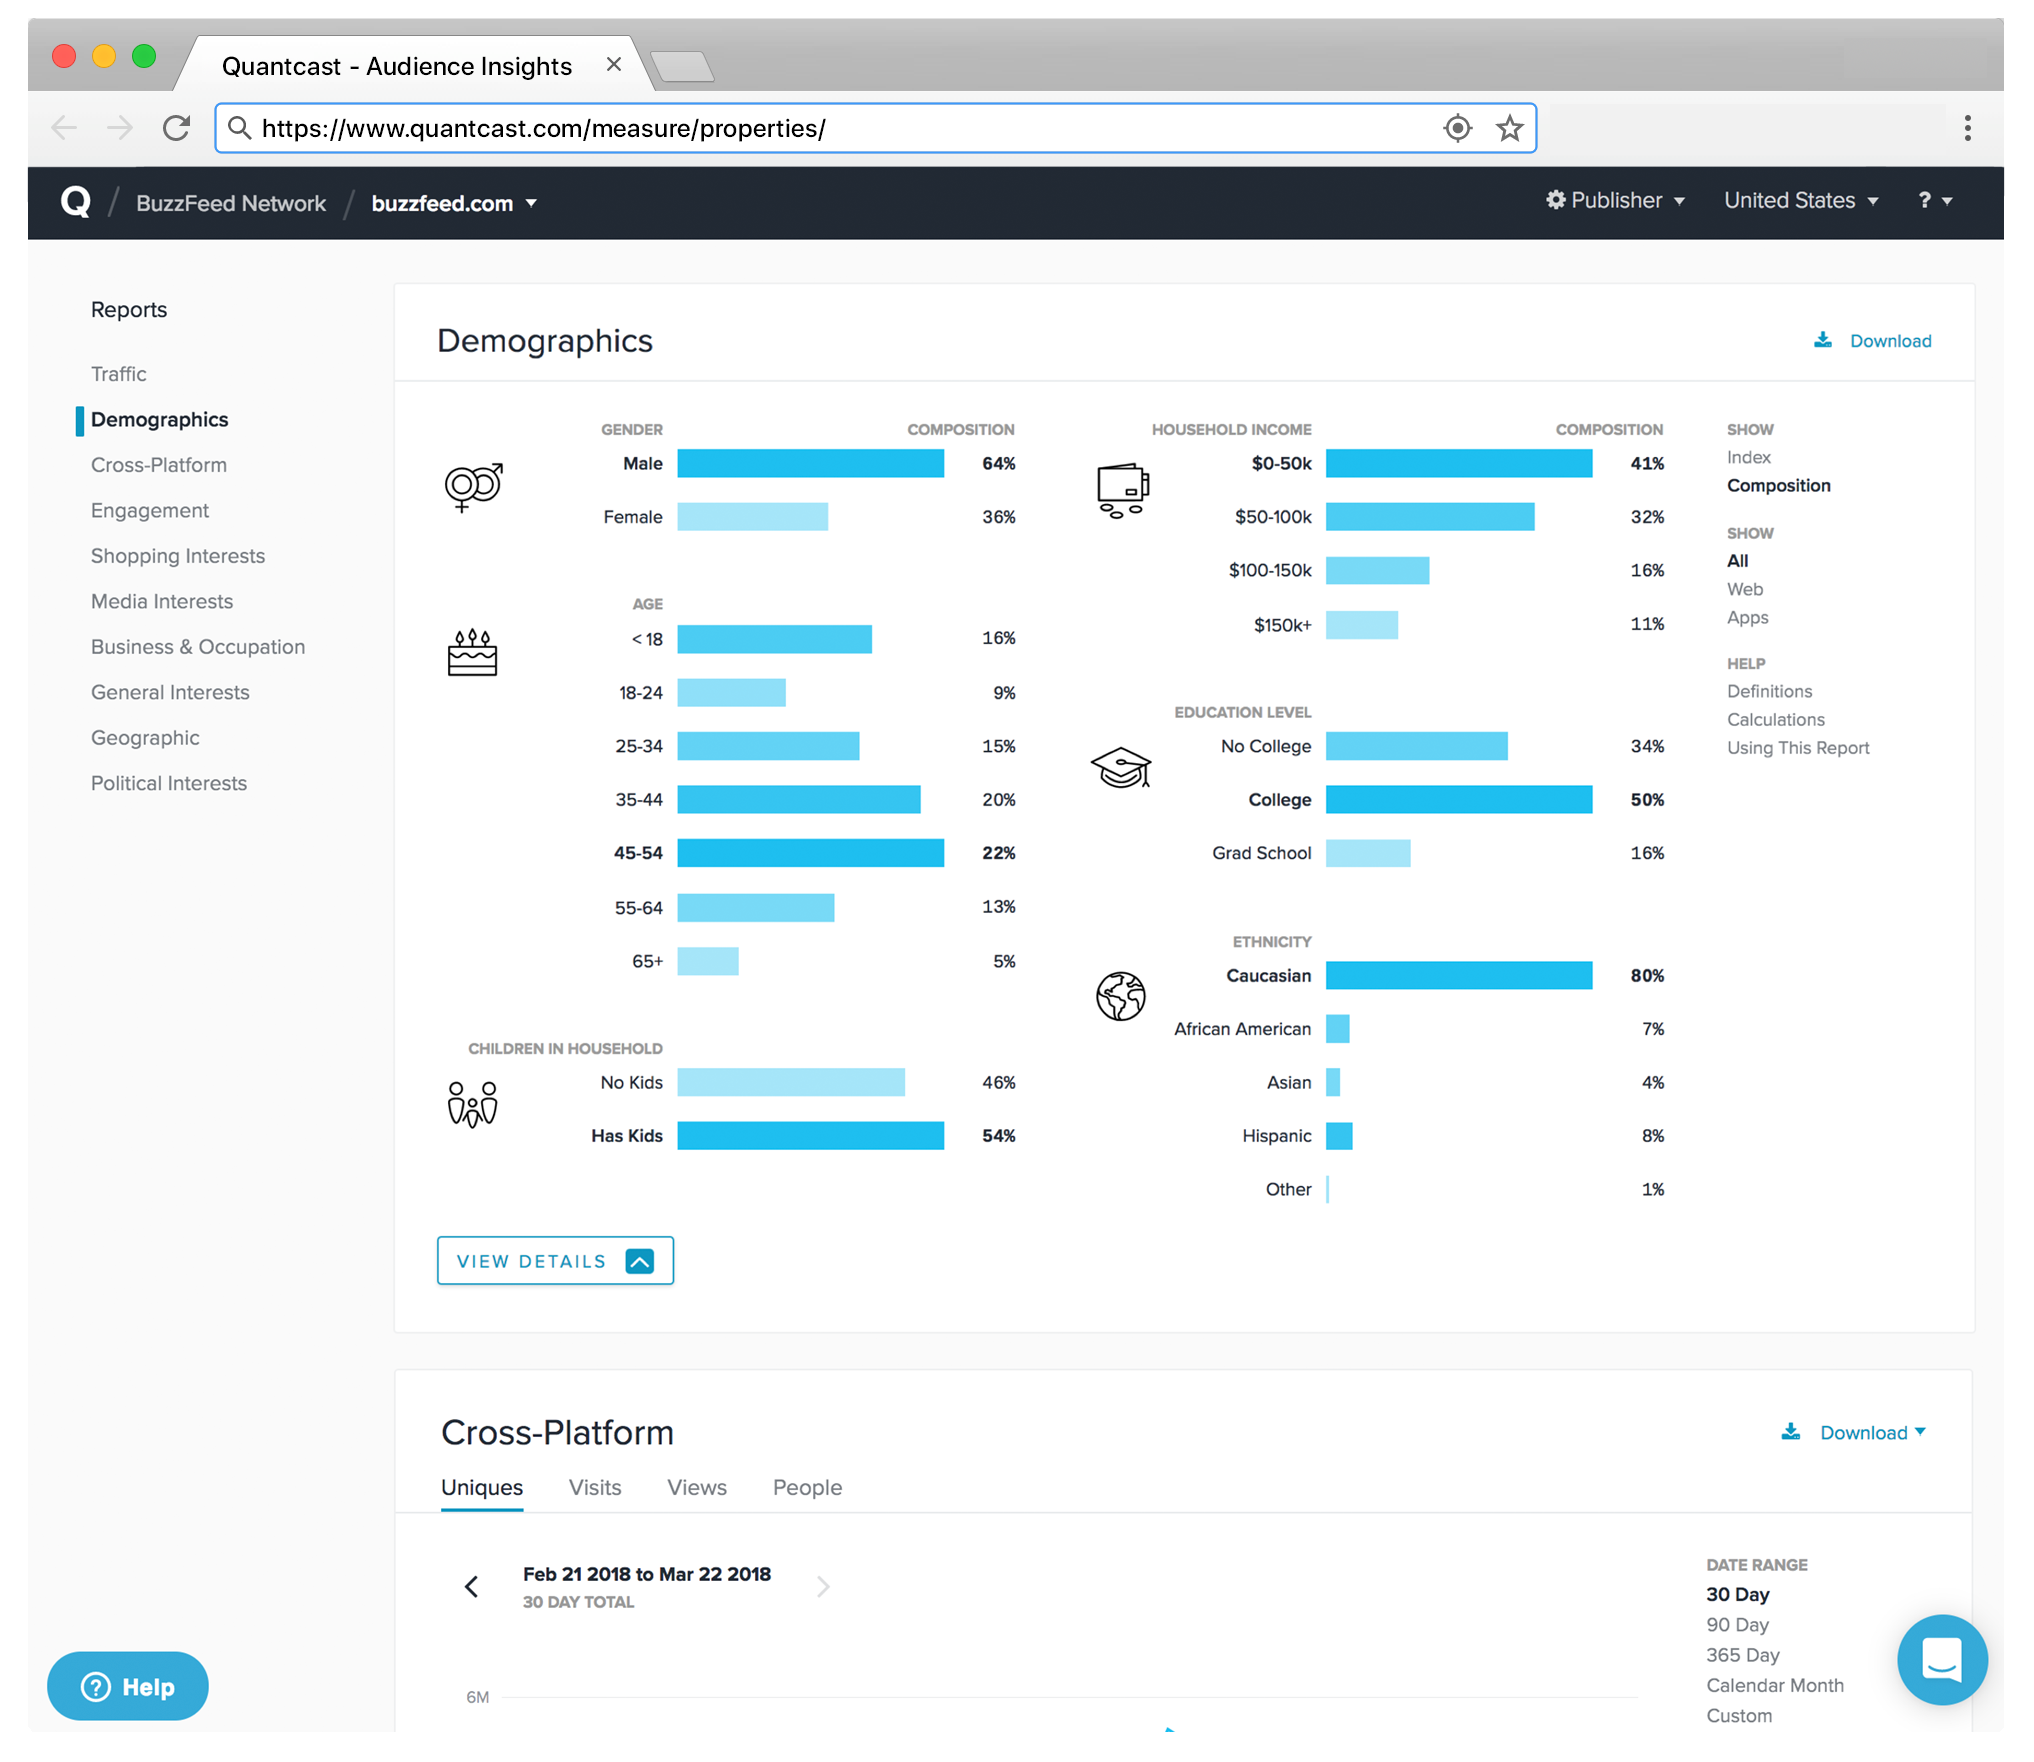 Quantcast - Audience Insights
https://www.quantcast.com/measure/properties/
Q / BuzzFeed Network / buzzfeed.com
Publisher
United States
?
Reports
Traffic
Demographics
Cross-Platform
Engagement
Shopping Interests
Media Interests
Business & Occupation
General Interests
Geographic
Political Interests
Demographics
Download
GENDER COMPOSITION
Male 64%
Female 36%
AGE
< 18 16%
18-24 9%
25-34 15%
35-44 20%
45-54 22%
55-64 13%
65+ 5%
CHILDREN IN HOUSEHOLD
No Kids 46%
Has Kids 54%
HOUSEHOLD INCOME COMPOSITION
$0-50k 41%
$50-100k 32%
$100-150k 16%
$150k+ 11%
EDUCATION LEVEL
No College 34%
College 50%
Grad School 16%
ETHNICITY
Caucasian 80%
African American 7%
Asian 4%
Hispanic 8%
Other 1%
SHOW
Index
Composition
SHOW
All
Web
Apps
HELP
Definitions
Calculations
Using This Report
VIEW DETAILS
Cross-Platform
Download
Uniques Visits Views People
Feb 21 2018 to Mar 22 2018
30 DAY TOTAL
6M
DATE RANGE
30 Day
90 Day
365 Day
Calendar Month
Custom
? Help